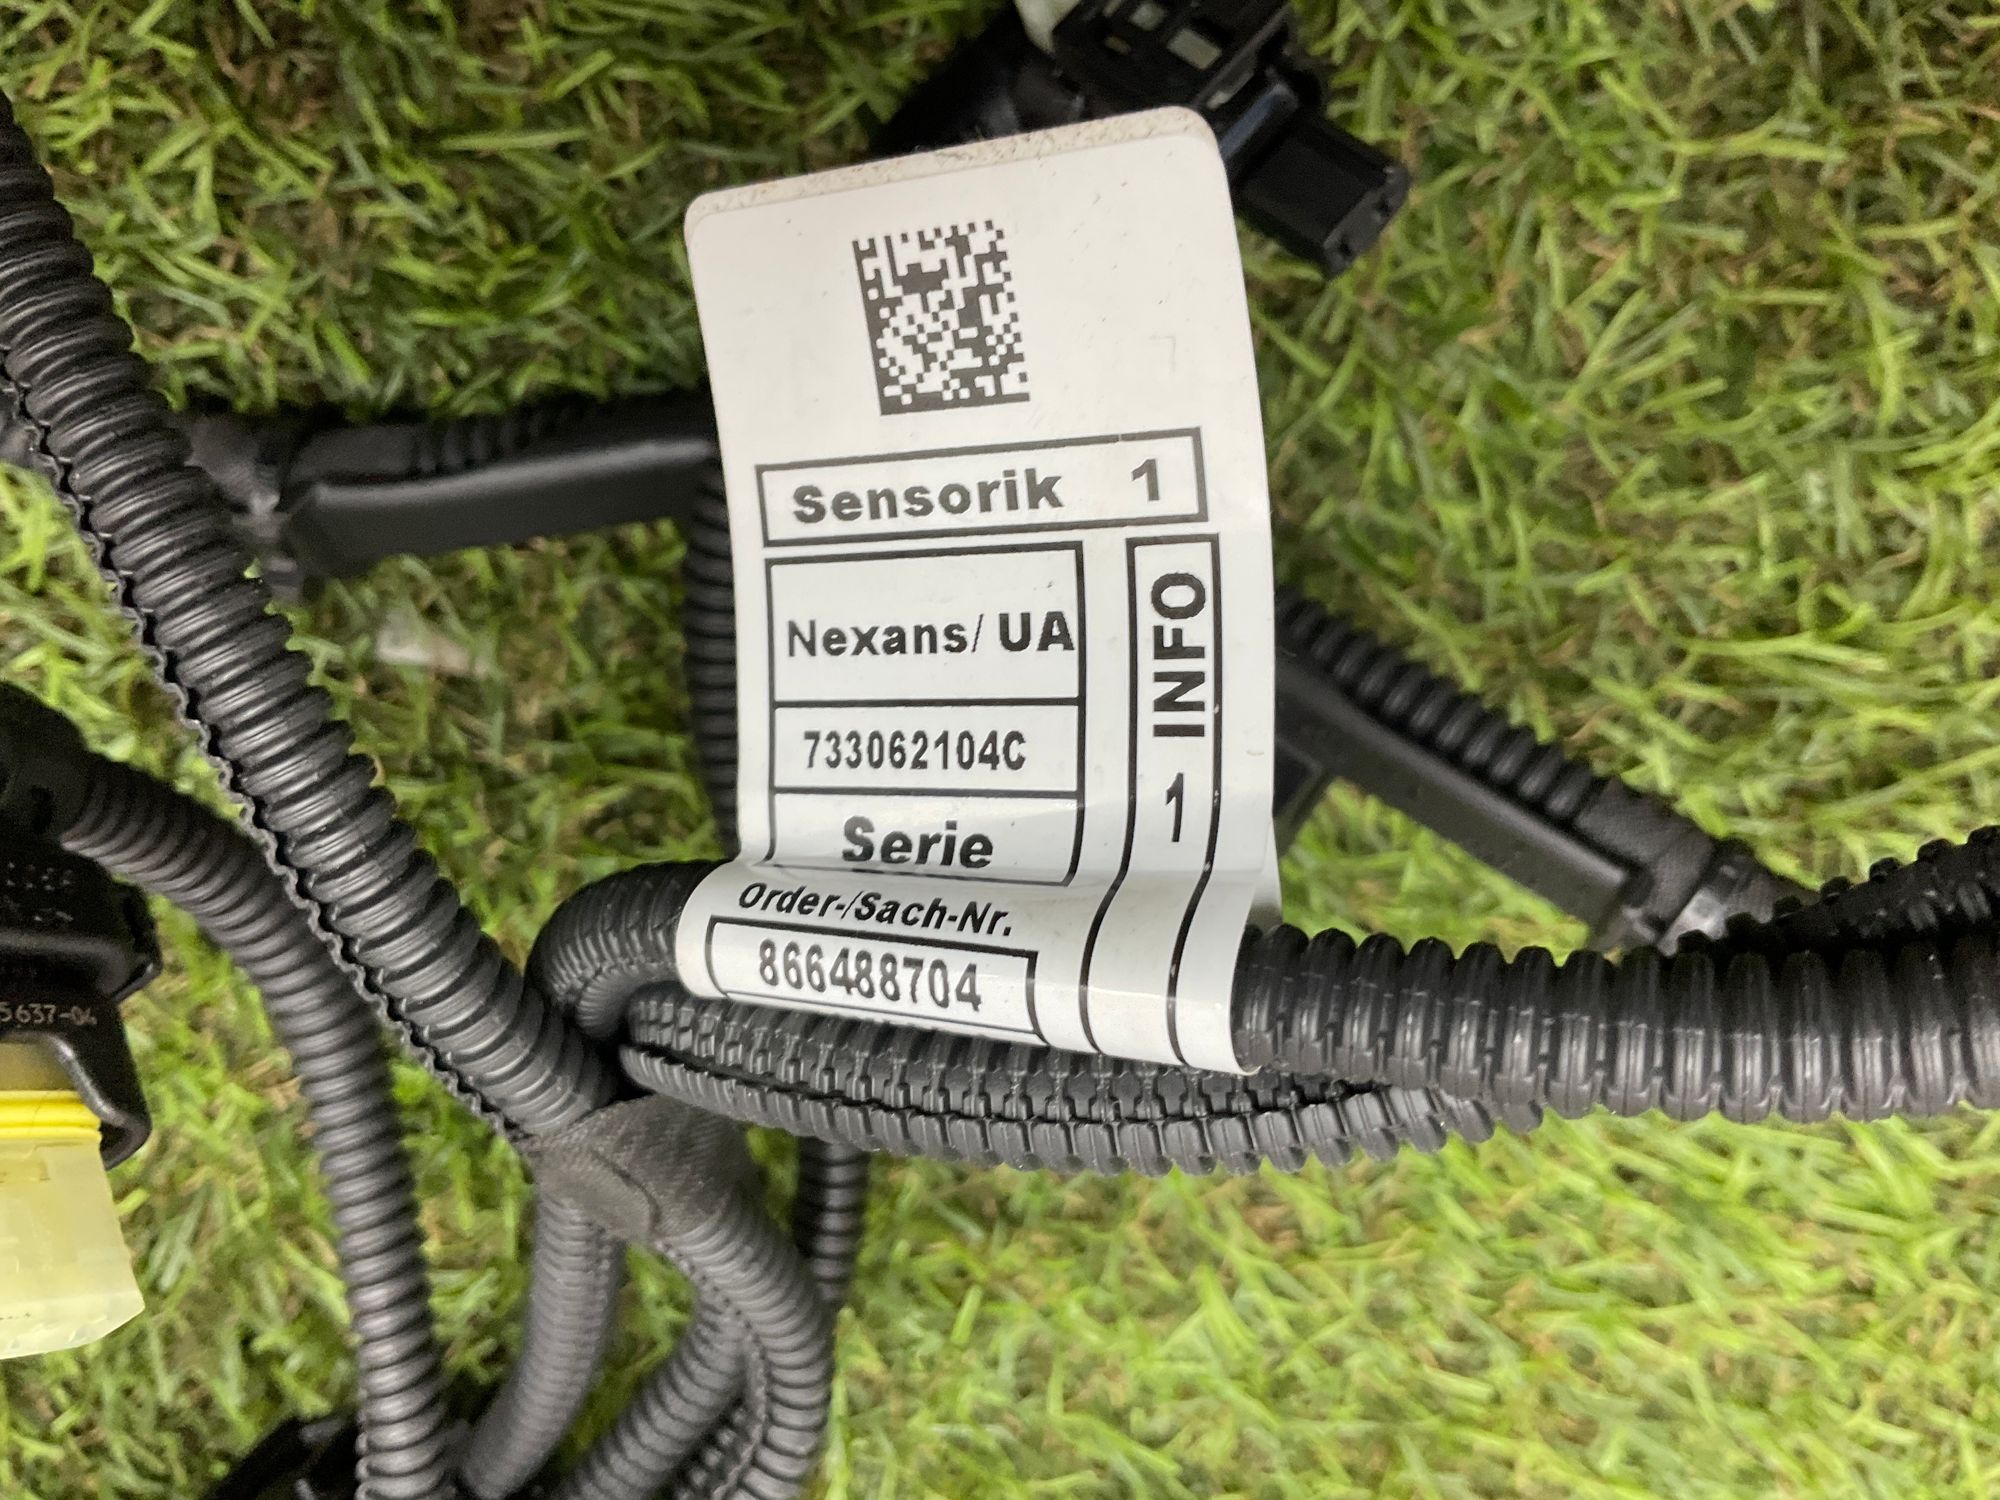 Sensorik 1
Nexans/ UA
733062104C
Serie
1 INFO
Order-/Sach-Nr.
866488704
5637-04